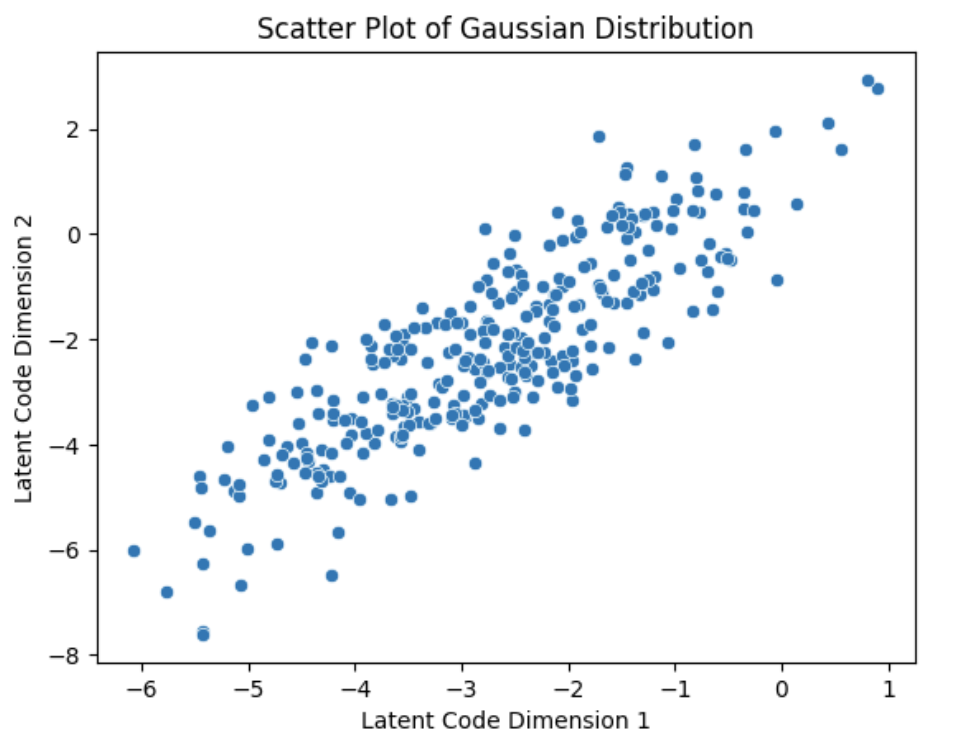 Scatter Plot of Gaussian Distribution
2
0
−2
−4
−6
−8
Latent Code Dimension 2
−6 −5 −4 −3 −2 −1 0 1
Latent Code Dimension 1